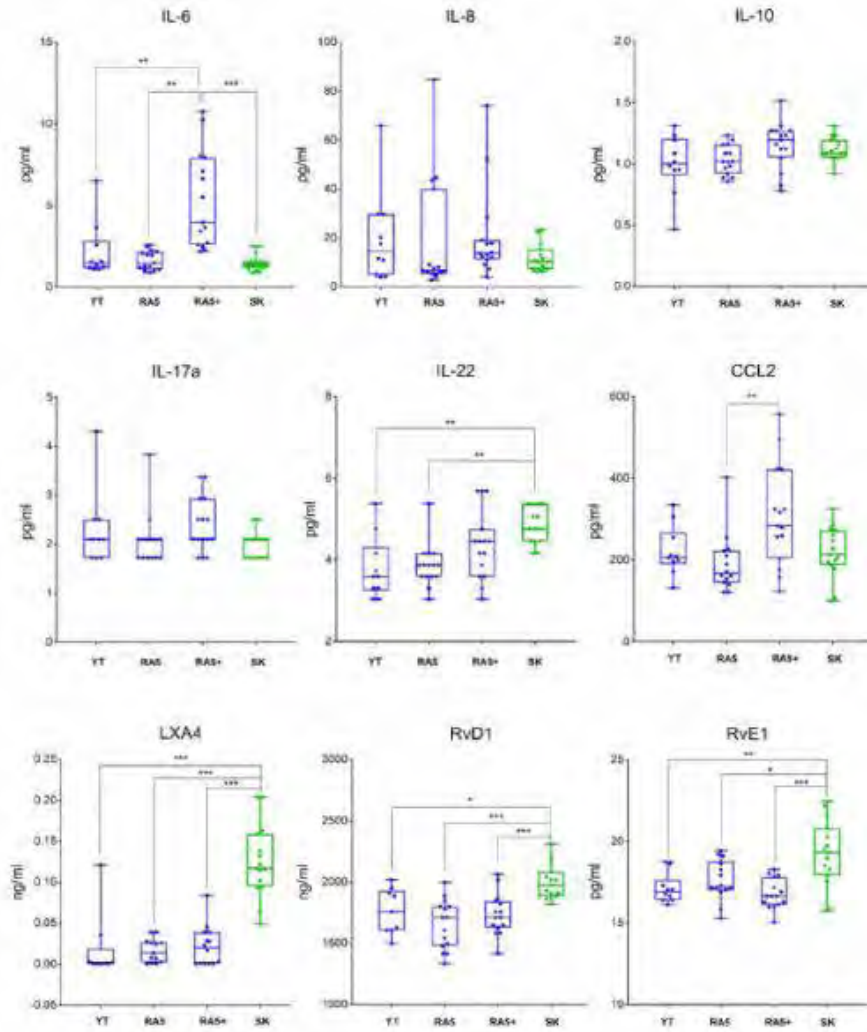 IL-6
pg/ml
15
10
5
0
**
** ***
YT RAS RAS+ SK
IL-8
pg/ml
100
80
60
40
20
0
YT RAS RAS+ SK
IL-10
pg/ml
2.0
1.5
1.0
0.5
0.0
YT RAS RAS+ SK
IL-17a
pg/ml
5
4
3
2
1
0
YT RAS RAS+ SK
IL-22
pg/ml
8
6
4
2
**
**
YT RAS RAS+ SK
CCL2
pg/ml
600
400
200
0
**
YT RAS RAS+ SK
LXA4
ng/ml
0.25
0.20
0.15
0.10
0.05
0.00
-0.05
***
***
***
YT RAS RAS+ SK
RvD1
ng/ml
3000
2500
2000
1500
1000
*
***
***
YT RAS RAS+ SK
RvE1
pg/ml
25
20
15
10
**
*
***
YT RAS RAS+ SK